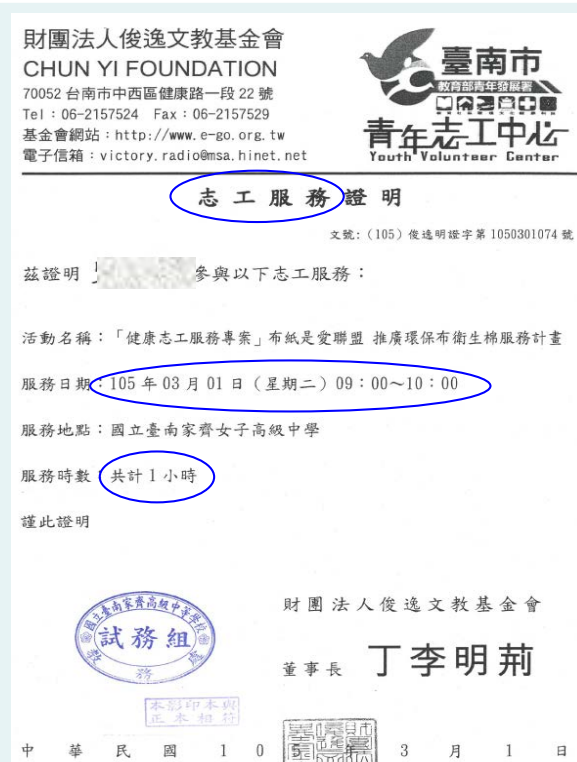 財團法人俊逸文教基金會
CHUN YI FOUNDATION
70052 台南市中西區健康路一段 22 號
Tel：06-2157524 Fax：06-2157529
基金會網站：http://www.e-go.org.tw
電子信箱：victory.radio@msa.hinet.net
臺南市
教育部青年發展署
青年志工中心
Youth Volunteer Center
志工服務證明
文號：（105）俊逸明證字第 1050301074 號
茲證明 參與以下志工服務：
活動名稱：「健康志工服務專案」布紙是愛聯盟 推廣環保布衛生棉服務計畫
服務日期：105 年 03 月 01 日（星期二）09：00～10：00
服務地點：國立臺南家齊女子高級中學
服務時數：共計 1 小時
謹此證明
國立臺南家齊高級中等學校
試務組
務
處
財團法人俊逸文教基金會
董事長 丁李明荊
本影印本與
正本相符
中華民國 105 年 3 月 1 日